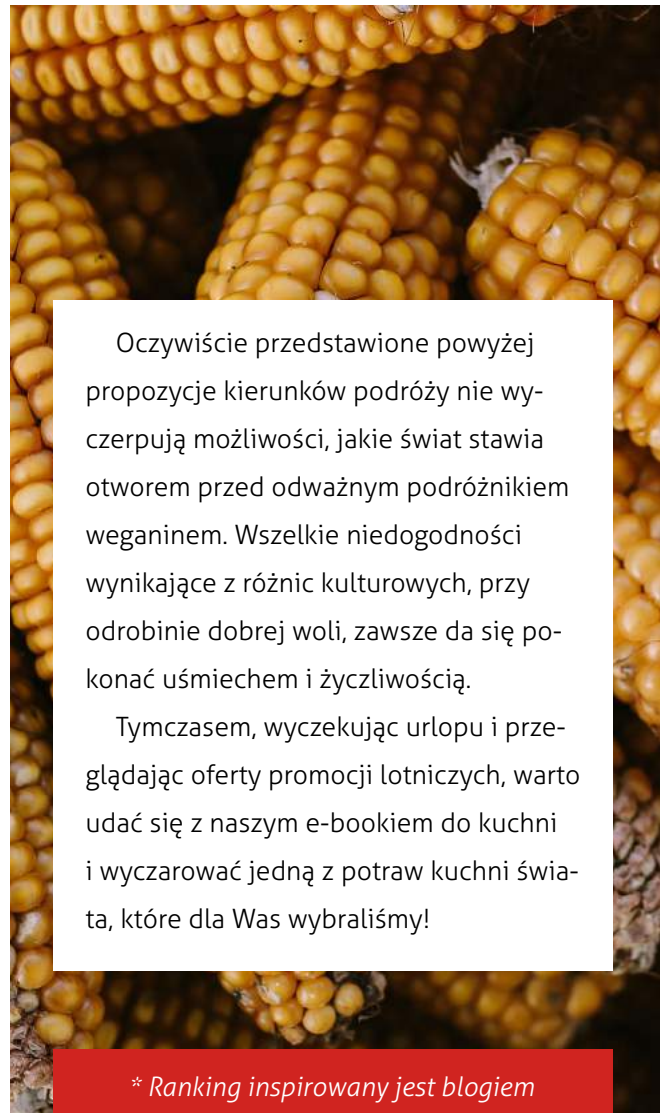 Oczywiście przedstawione powyżej
propozycje kierunków podróży nie wy-
czerpują możliwości, jakie świat stawia
otworem przed odważnym podróżnikiem
weganinem. Wszelkie niedogodności
wynikające z różnic kulturowych, przy
odrobinie dobrej woli, zawsze da się po-
konać uśmiechem i życzliwością.
Tymczasem, wyczekując urlopu i prze-
glądając oferty promocji lotniczych, warto
udać się z naszym e-bookiem do kuchni
i wyczarować jedną z potraw kuchni świa-
ta, które dla Was wybraliśmy!
* Ranking inspirowany jest blogiem